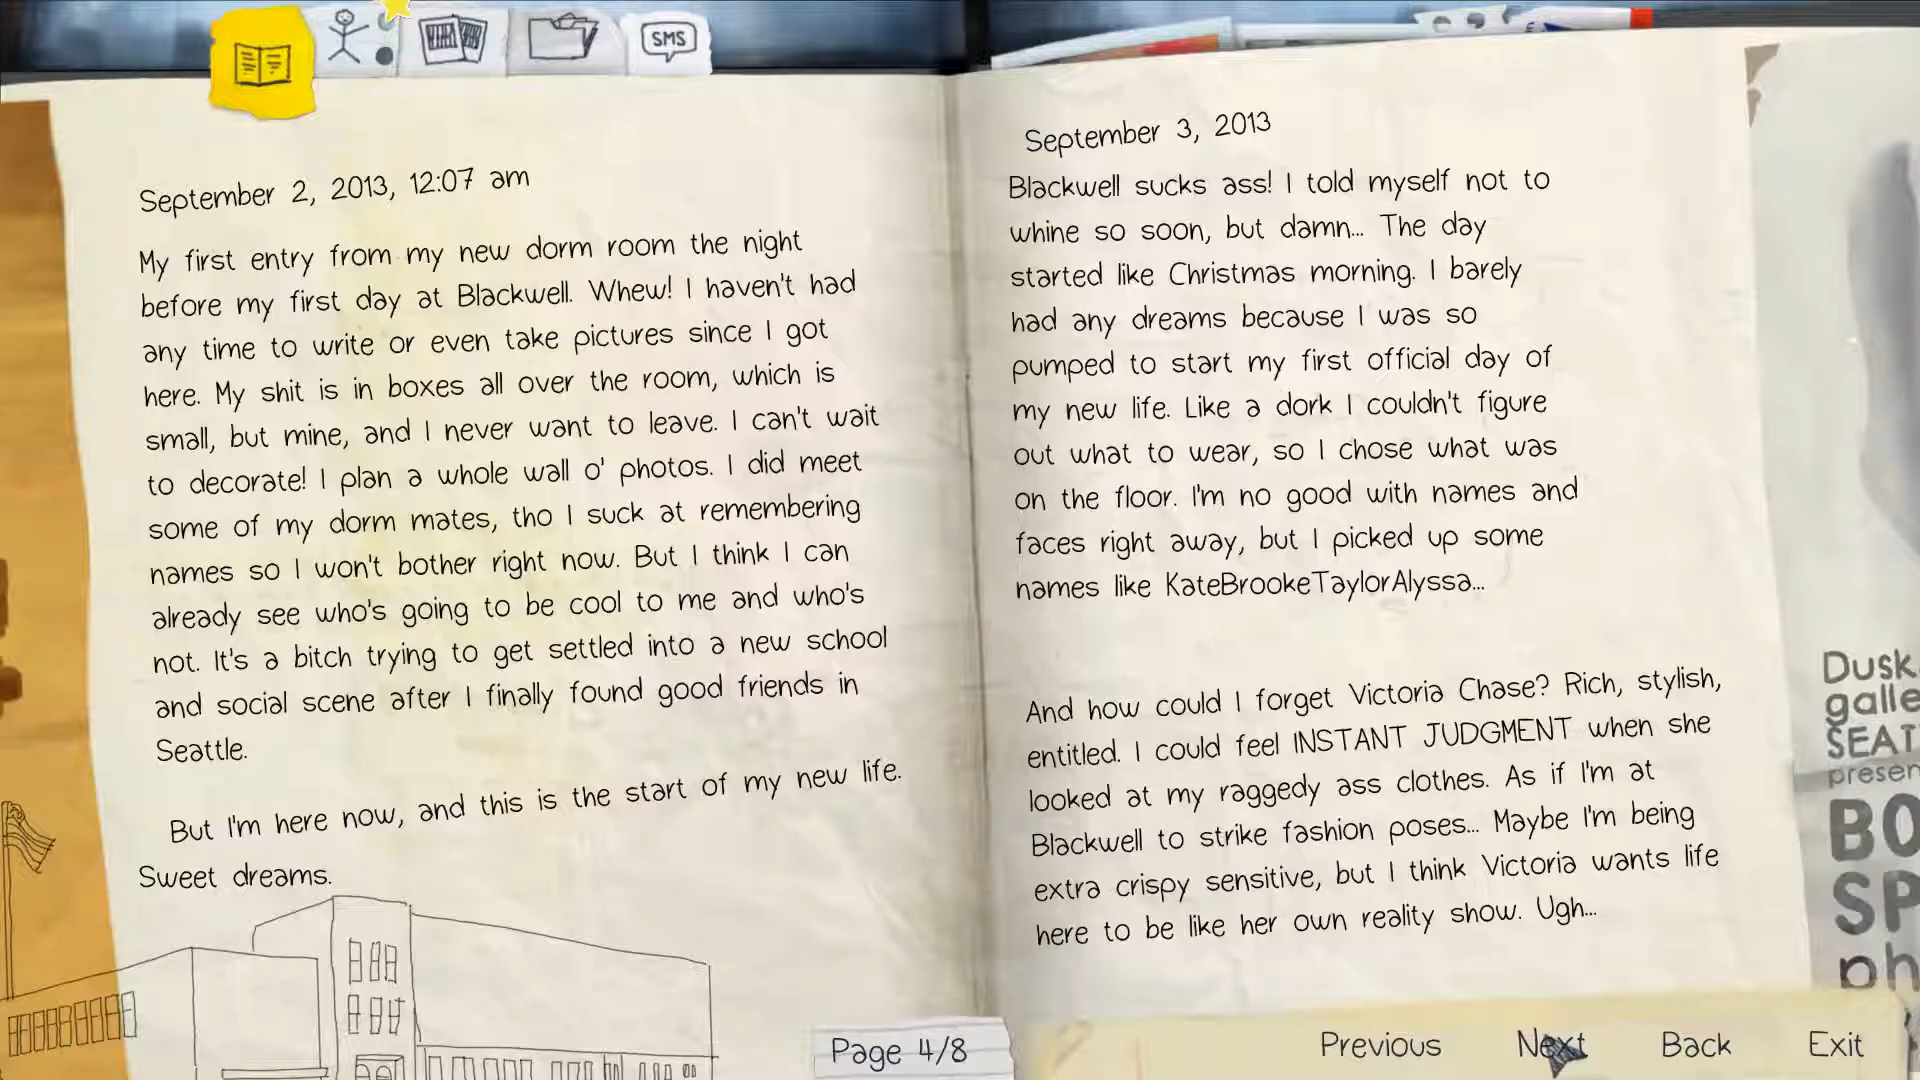 SMS
September 2, 2013, 12:07 am
My first entry from my new dorm room the night
before my first day at Blackwell. Whew! I haven't had
any time to write or even take pictures since I got
here. My shit is in boxes all over the room, which is
small, but mine, and I never want to leave. I can't wait
to decorate! I plan a whole wall o' photos. I did meet
some of my dorm mates, tho I suck at remembering
names so I won't bother right now. But I think I can
already see who's going to be cool to me and who's
not. It's a bitch trying to get settled into a new school
and social scene after I finally found good friends in
Seattle.
But I'm here now, and this is the start of my new life.
Sweet dreams.
September 3, 2013
Blackwell sucks ass! I told myself not to
whine so soon, but damn... The day
started like Christmas morning. I barely
had any dreams because I was so
pumped to start my first official day of
my new life. Like a dork I couldn't figure
out what to wear, so I chose what was
on the floor. I'm no good with names and
faces right away, but I picked up some
names like KateBrookeTaylorAlyssa...
And how could I forget Victoria Chase? Rich, stylish,
entitled. I could feel INSTANT JUDGMENT when she
looked at my raggedy ass clothes. As if I'm at
Blackwell to strike fashion poses... Maybe I'm being
extra crispy sensitive, but I think Victoria wants life
here to be like her own reality show. Ugh...
Dusk
galle
SEAT
presen
BO
SP
ph
Page 4/8
Previous Next Back Exit